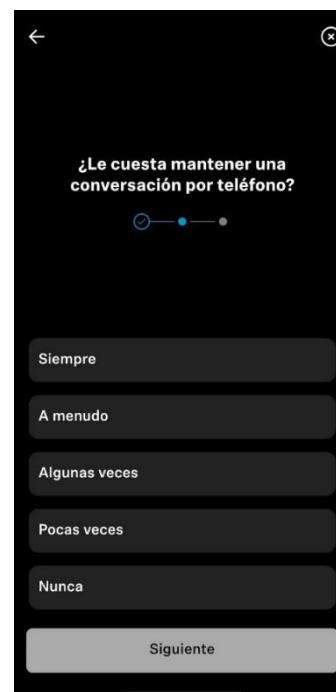 ¿Le cuesta mantener una
conversación por teléfono?
Siempre
A menudo
Algunas veces
Pocas veces
Nunca
Siguiente